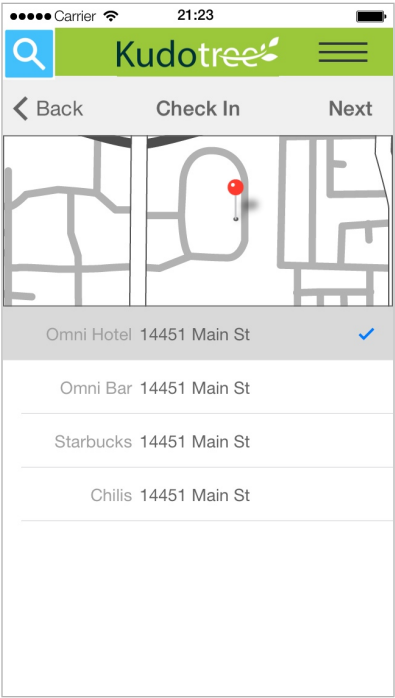 Carrier 21:23
Kudotree
Back Check In Next
Omni Hotel 14451 Main St
Omni Bar 14451 Main St
Starbucks 14451 Main St
Chilis 14451 Main St